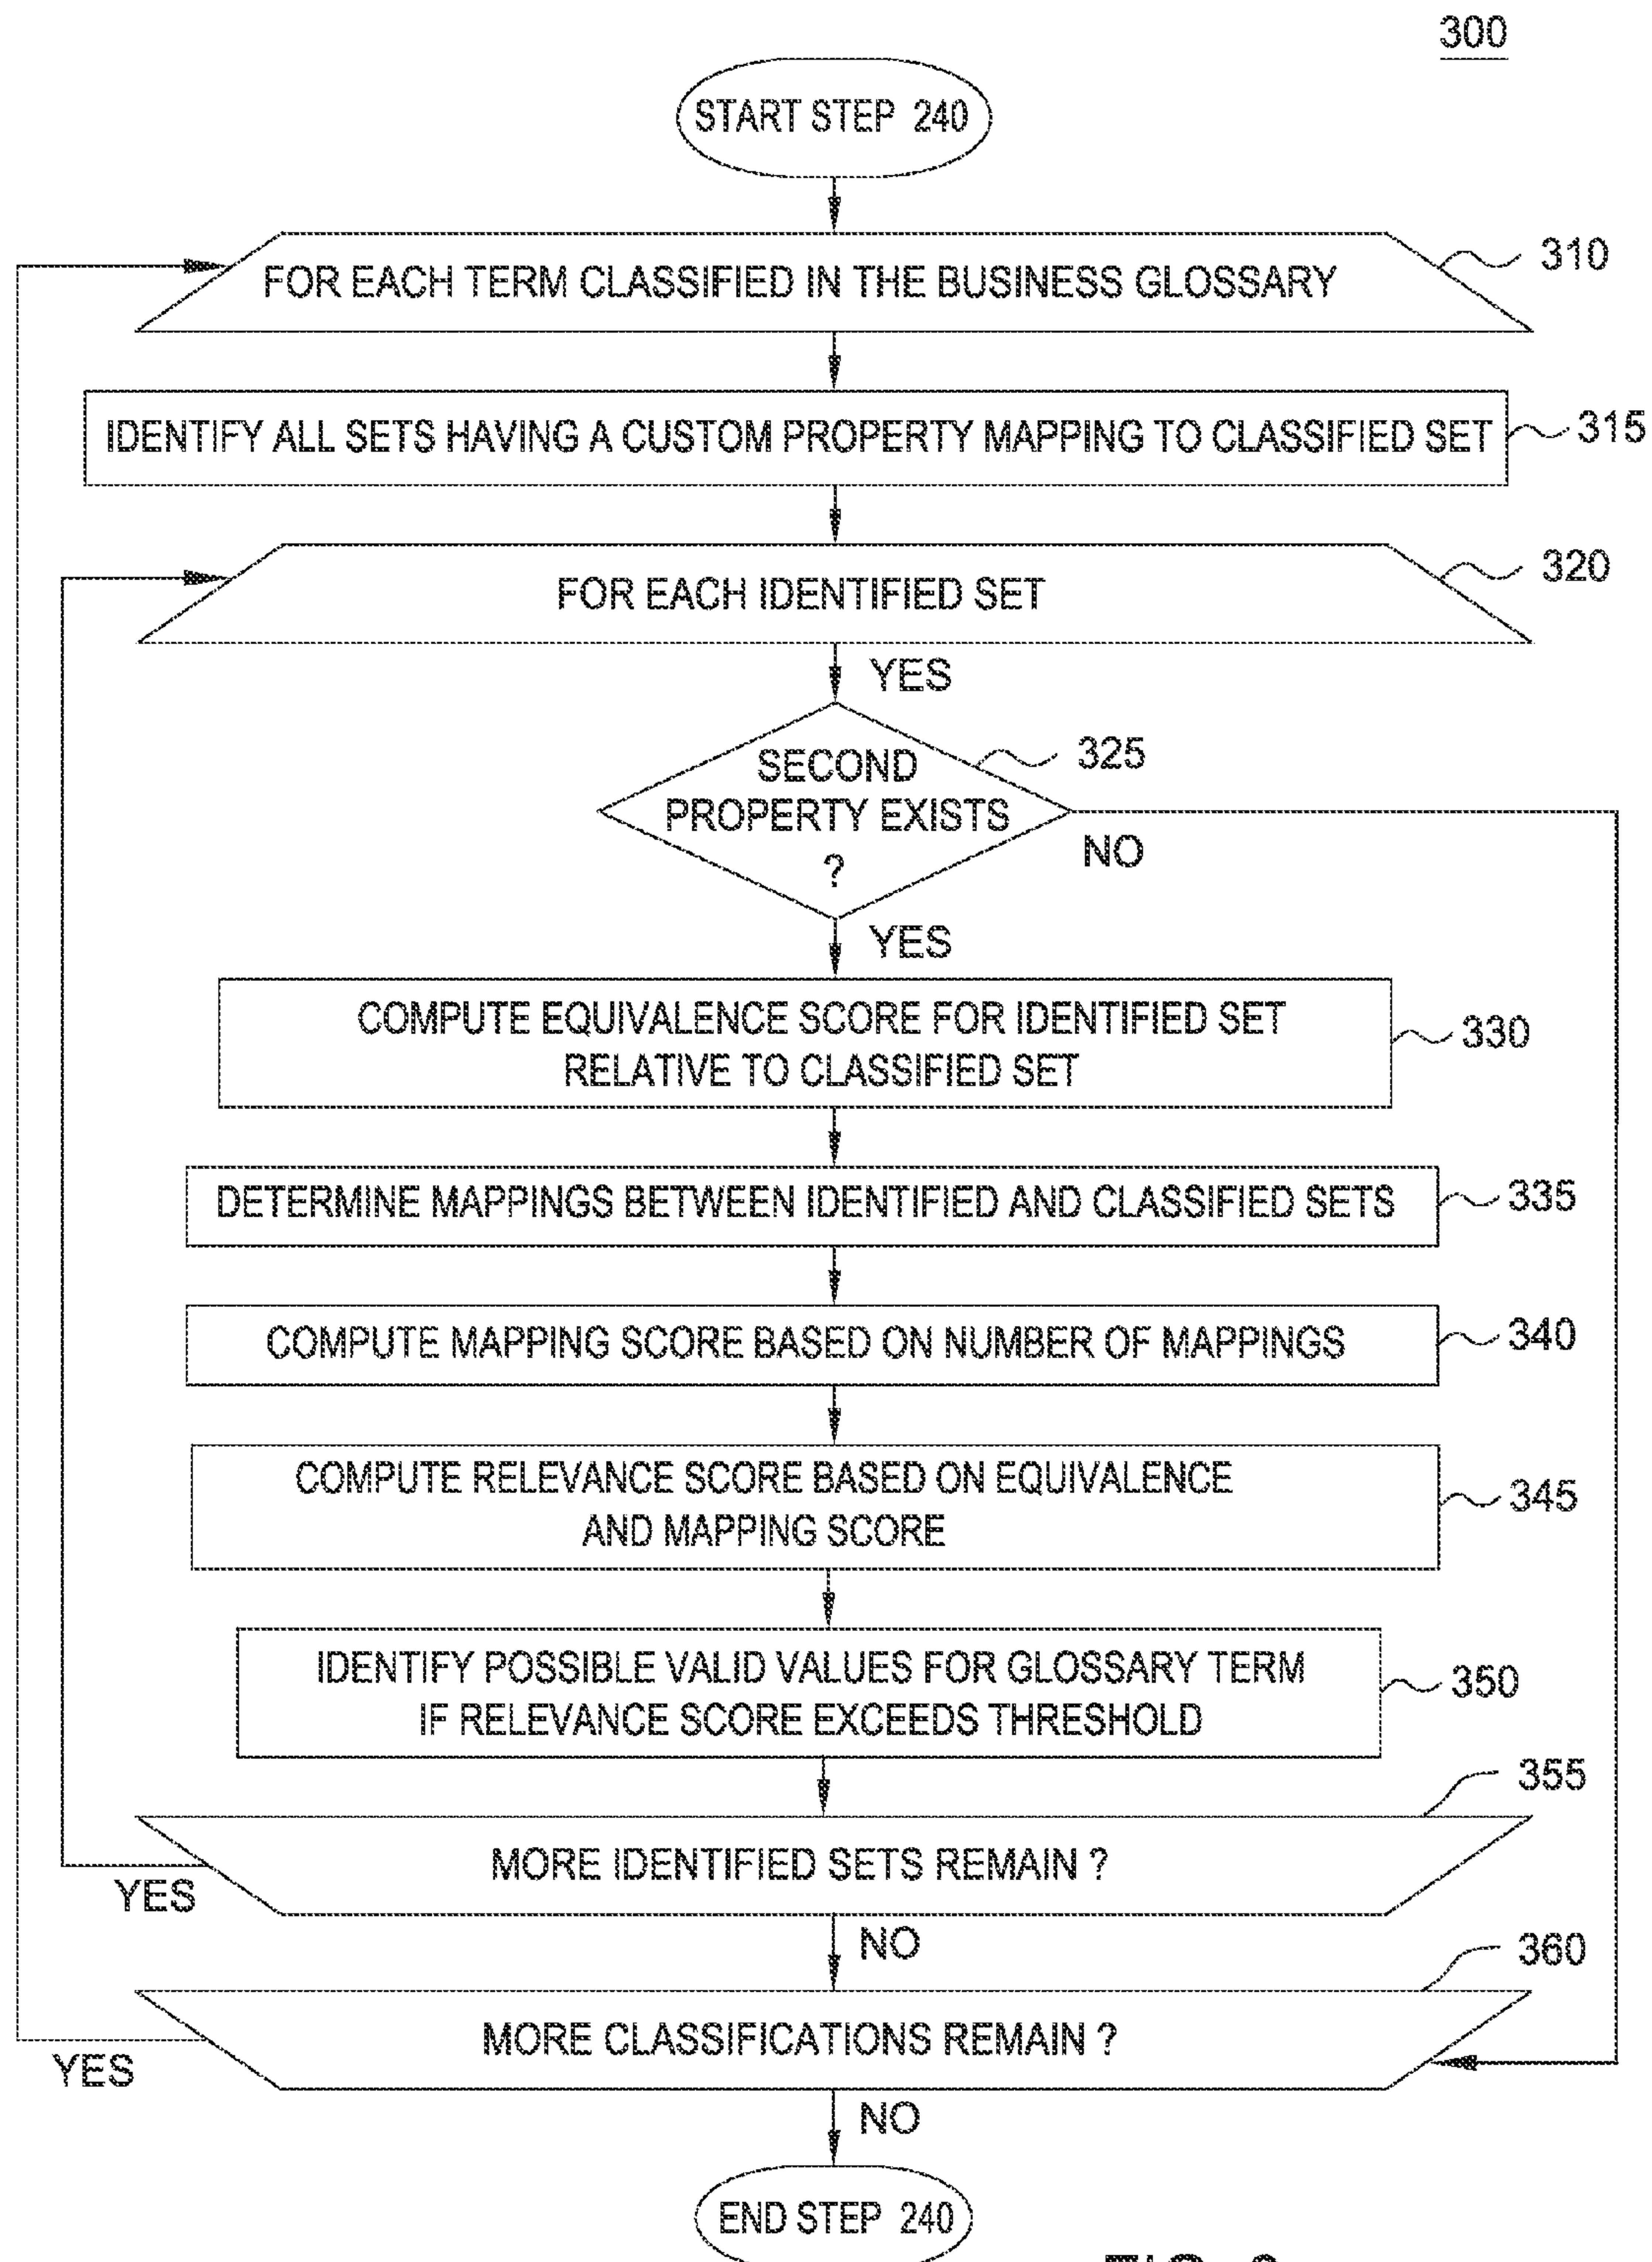 300
START STEP 240
FOR EACH TERM CLASSIFIED IN THE BUSINESS GLOSSARY
310
IDENTIFY ALL SETS HAVING A CUSTOM PROPERTY MAPPING TO CLASSIFIED SET
315
FOR EACH IDENTIFIED SET
320
YES
SECOND
PROPERTY EXISTS
?
325
NO
YES
COMPUTE EQUIVALENCE SCORE FOR IDENTIFIED SET
RELATIVE TO CLASSIFIED SET
330
DETERMINE MAPPINGS BETWEEN IDENTIFIED AND CLASSIFIED SETS
335
COMPUTE MAPPING SCORE BASED ON NUMBER OF MAPPINGS
340
COMPUTE RELEVANCE SCORE BASED ON EQUIVALENCE
AND MAPPING SCORE
345
IDENTIFY POSSIBLE VALID VALUES FOR GLOSSARY TERM
IF RELEVANCE SCORE EXCEEDS THRESHOLD
350
355
MORE IDENTIFIED SETS REMAIN ?
YES
NO
360
MORE CLASSIFICATIONS REMAIN ?
YES
NO
END STEP 240